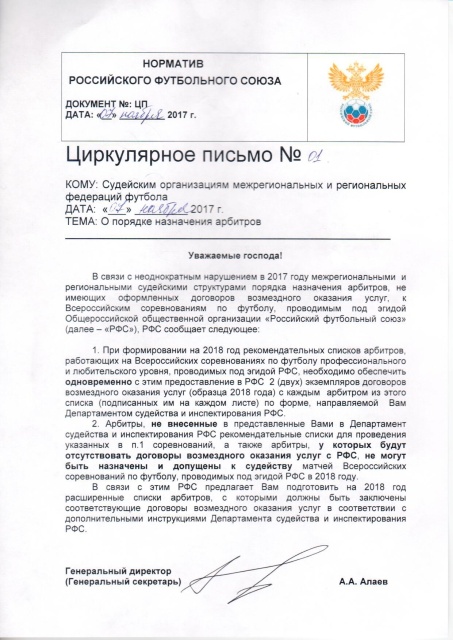 НОРМАТИВ
РОССИЙСКОГО ФУТБОЛЬНОГО СОЮЗА
ДОКУМЕНТ №: ЦП
ДАТА: «07» ноября 2017 г.
Циркулярное письмо № 01
КОМУ: Судейским организациям межрегиональных и региональных
федераций футбола
ДАТА: «07» ноября 2017 г.
ТЕМА: О порядке назначения арбитров
Уважаемые господа!
В связи с неоднократным нарушением в 2017 году межрегиональными и
региональными судейскими структурами порядка назначения арбитров, не
имеющих оформленных договоров возмездного оказания услуг, к
Всероссийским соревнованиям по футболу, проводимым под эгидой
Общероссийской общественной организации «Российский футбольный союз»
(далее – «РФС»), РФС сообщает следующее:
1. При формировании на 2018 год рекомендательных списков арбитров,
работающих на Всероссийских соревнованиях по футболу профессионального
и любительского уровня, проводимых под эгидой РФС, необходимо обеспечить
одновременно с этим предоставление в РФС 2 (двух) экземпляров договоров
возмездного оказания услуг (образца 2018 года) с каждым арбитром из этого
списка (подписанных им на каждом листе) по форме, направляемой Вам
Департаментом судейства и инспектирования РФС.
2. Арбитры, не внесенные в представленные Вами в Департамент
судейства и инспектирования РФС рекомендательные списки для проведения
указанных в п.1 соревнований, а также арбитры, у которых будут
отсутствовать договоры возмездного оказания услуг с РФС, не могут
быть назначены и допущены к судейству матчей Всероссийских
соревнований по футболу, проводимых под эгидой РФС в 2018 году.
В связи с этим РФС предлагает Вам подготовить на 2018 год
расширенные списки арбитров, с которыми должны быть заключены
соответствующие договоры возмездного оказания услуг в соответствии с
дополнительными инструкциями Департамента судейства и инспектирования
РФС.
Генеральный директор
(Генеральный секретарь) А.А. Алаев